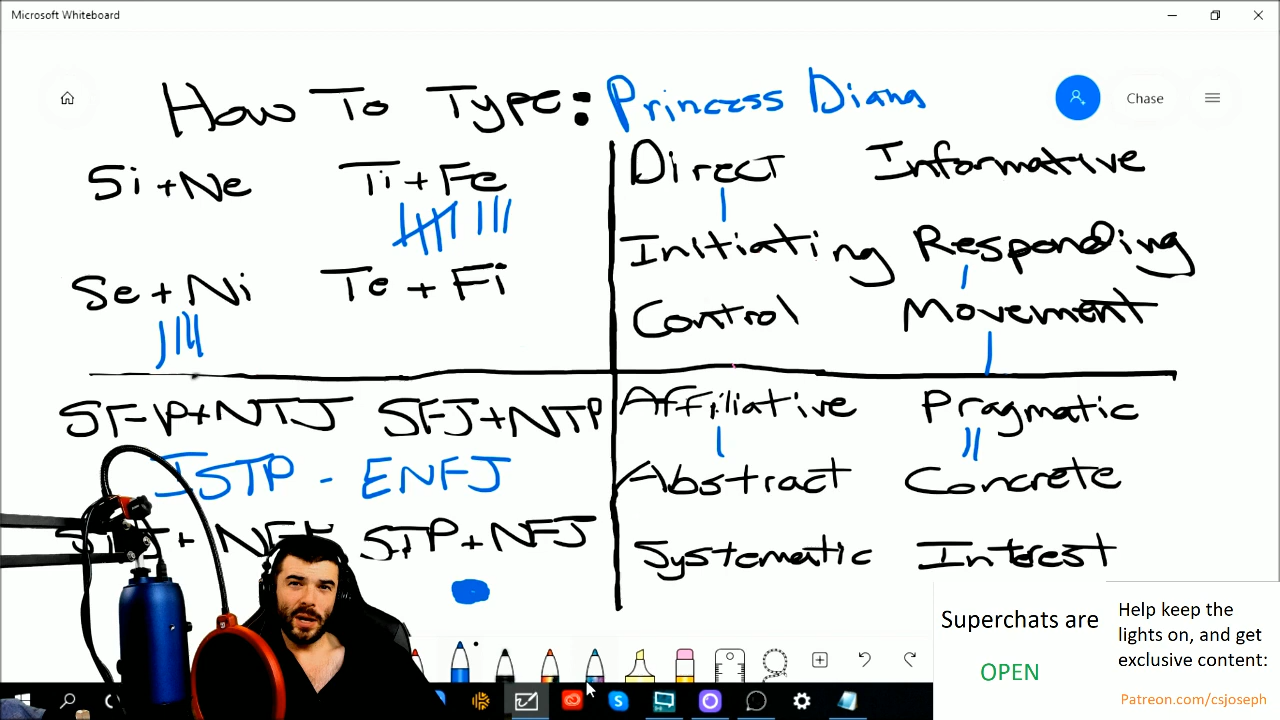 Microsoft Whiteboard
How To Type: Princess Diana
Chase
Si + Ne Ti + Fe
Se + Ni Te + Fi
Direct Informative
Initiating Responding
Control Movement
SFP + NTJ SFJ + NTP
ISTP - ENFJ
STP + NFJ
Affiliative Pragmatic
Abstract Concrete
Systematic Interest
Superchats are
OPEN
Help keep the
lights on, and get
exclusive content:
Patreon.com/csjoseph